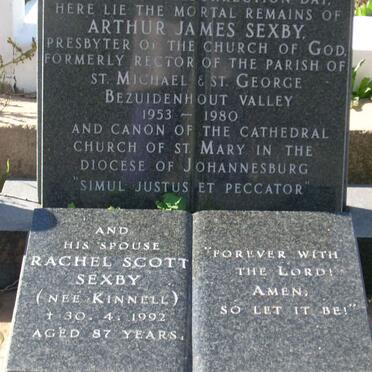 HERE LIE THE MORTAL REMAINS OF
ARTHUR JAMES SEXBY,
PRESBYTER OF THE CHURCH OF GOD,
FORMERLY RECTOR OF THE PARISH OF
ST. MICHAEL & ST. GEORGE
BEZUIDENHOUT VALLEY
1953 – 1980
AND CANON OF THE CATHEDRAL
CHURCH OF ST. MARY IN THE
DIOCESE OF JOHANNESBURG
"SIMUL JUSTUS ET PECCATOR"
AND
HIS SPOUSE
RACHEL SCOTT
SEXBY
(NEE KINNELL)
† 30. 4. 1992
AGED 87 YEARS.
"FOREVER WITH
THE LORD!
AMEN,
SO LET IT BE!"